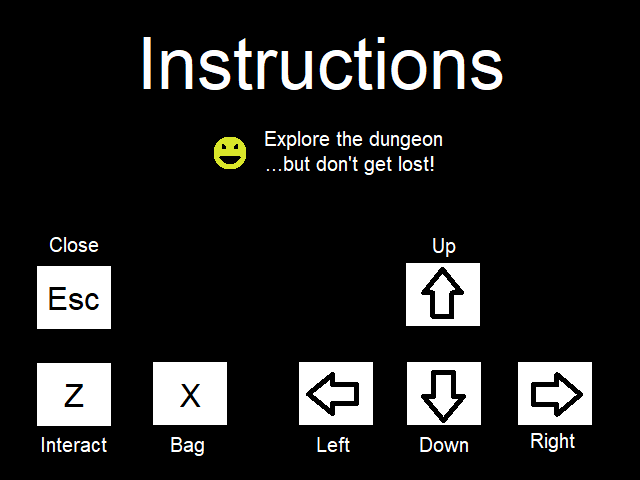 Instructions
Explore the dungeon
...but don't get lost!
Close
Up
Esc
Z
X
Interact
Bag
Left
Down
Right